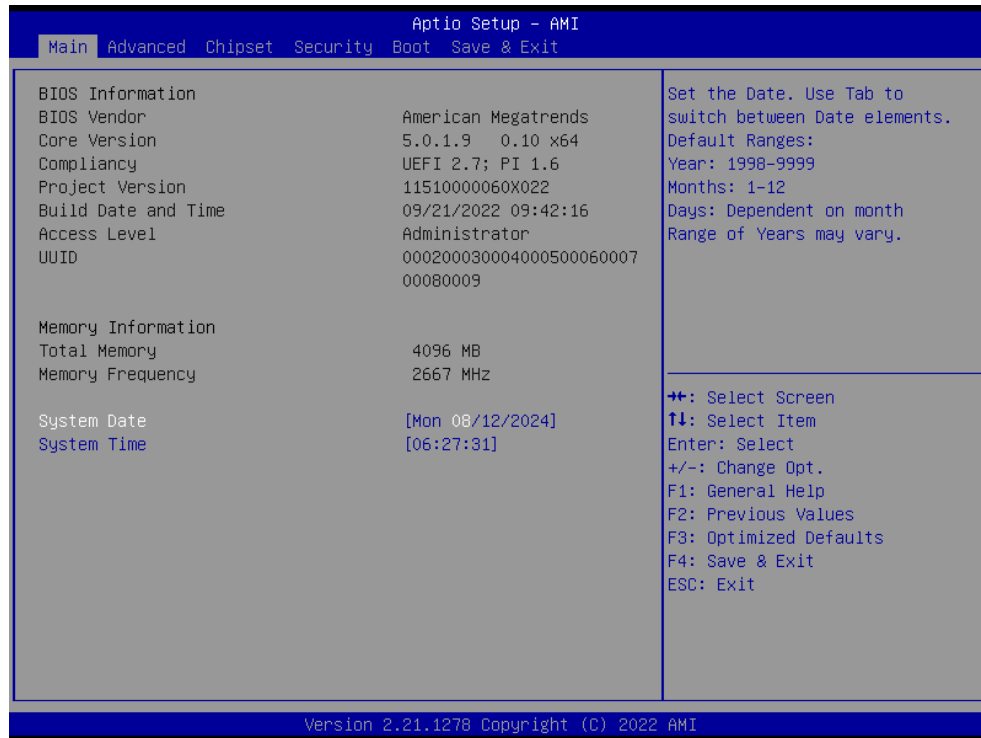 Aptio Setup – AMI
Main Advanced Chipset Security Boot Save & Exit
BIOS Information
BIOS Vendor American Megatrends
Core Version 5.0.1.9 0.10 x64
Compliancy UEFI 2.7; PI 1.6
Project Version 11510000060X022
Build Date and Time 09/21/2022 09:42:16
Access Level Administrator
UUID 000200030004000500060007
00080009
Memory Information
Total Memory 4096 MB
Memory Frequency 2667 MHz
System Date [Mon 08/12/2024]
System Time [06:27:31]
Set the Date. Use Tab to
switch between Date elements.
Default Ranges:
Year: 1998-9999
Months: 1-12
Days: Dependent on month
Range of Years may vary.
→←: Select Screen
↑↓: Select Item
Enter: Select
+/-: Change Opt.
F1: General Help
F2: Previous Values
F3: Optimized Defaults
F4: Save & Exit
ESC: Exit
Version 2.21.1278 Copyright (C) 2022 AMI